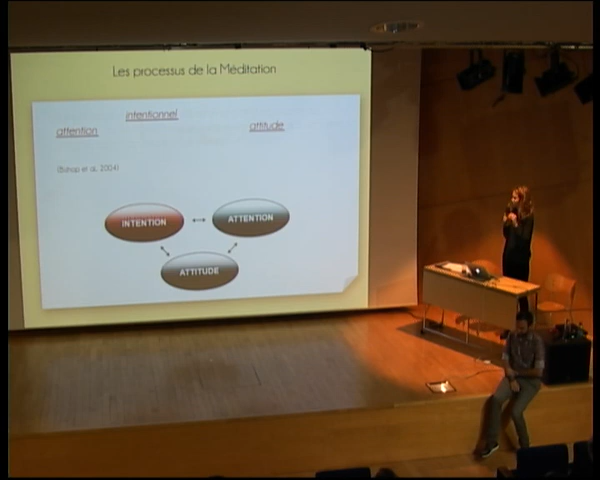 Les processus de la Méditation
intentionnel
attention
attitude
(Bishop et al, 2004)
INTENTION
ATTENTION
ATTITUDE